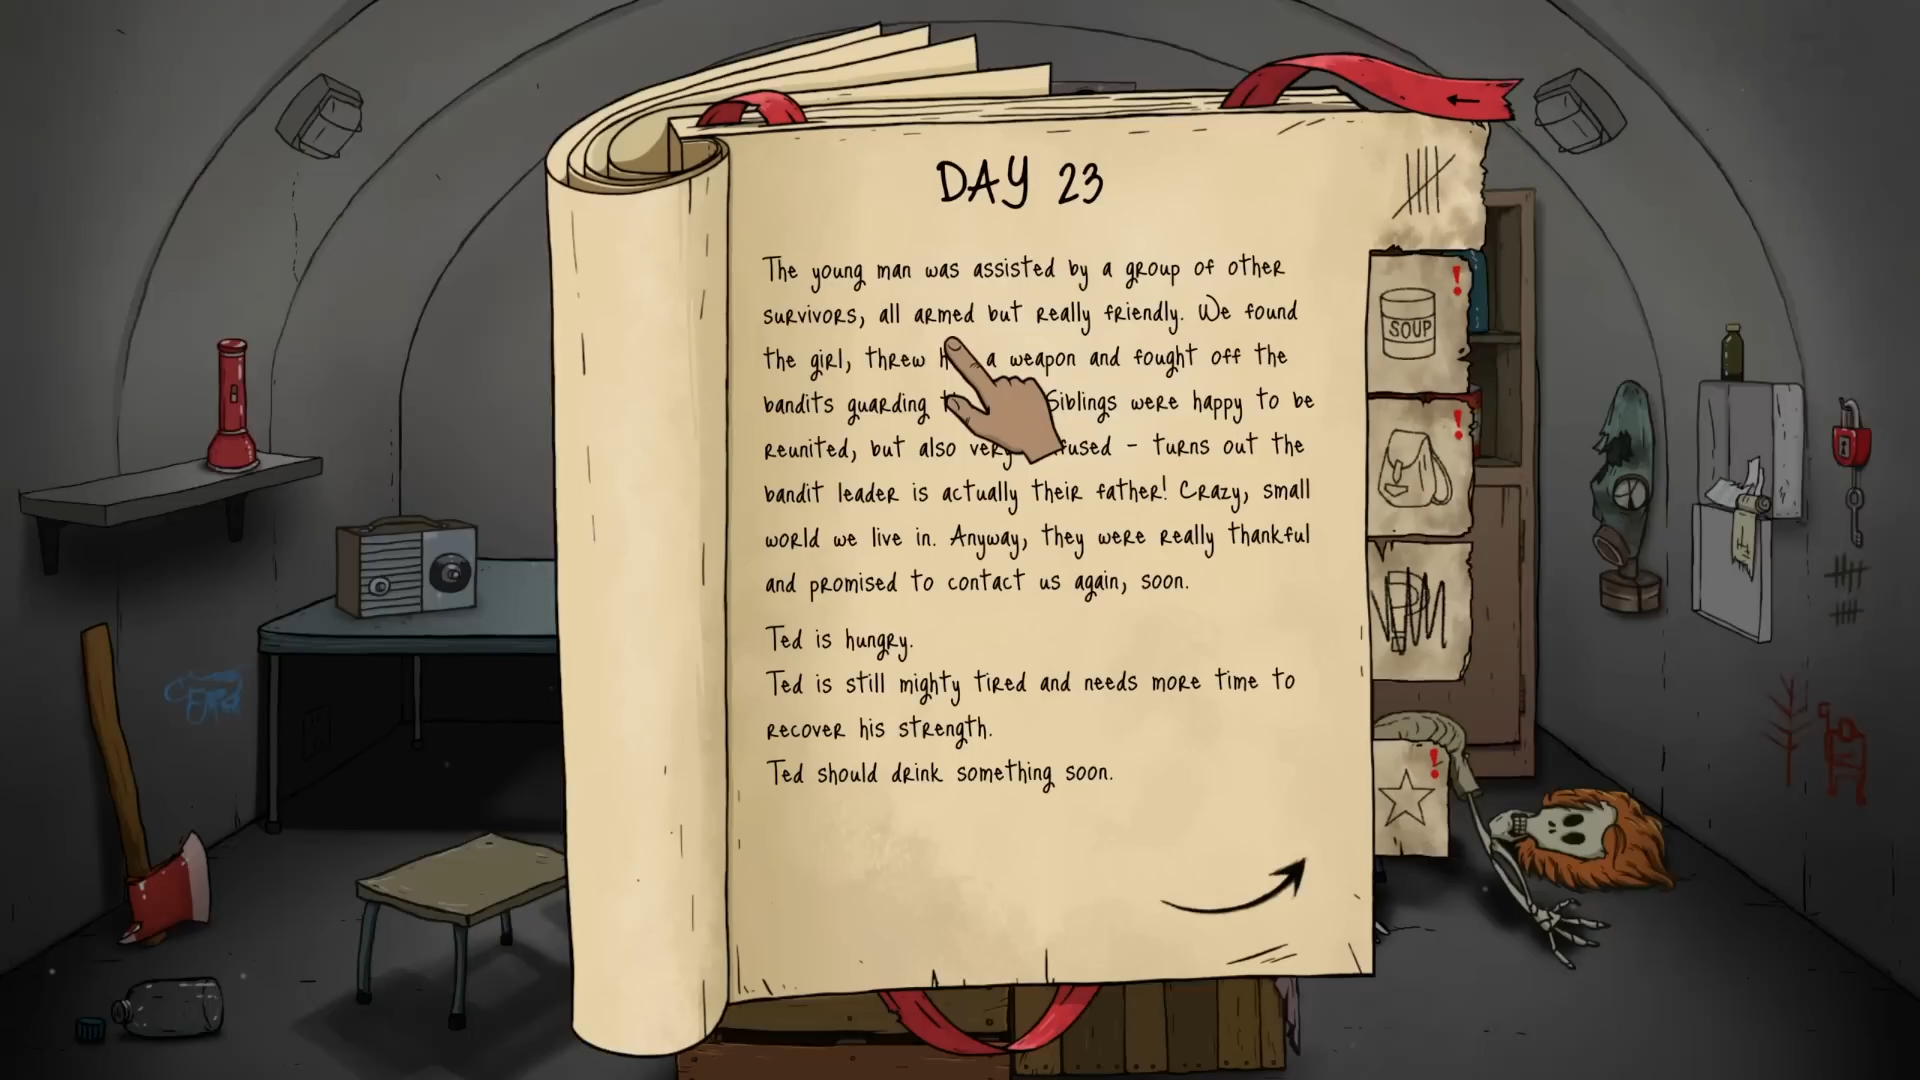 DAY 23
The young man was assisted by a group of other
survivors, all armed but really friendly. We found
the girl, threw a weapon and fought off the
bandits guarding Siblings were happy to be
reunited, but also very - turns out the
bandit leader is actually their father! Crazy, small
world we live in. Anyway, they were really thankful
and promised to contact us again, soon.
Ted is hungry.
Ted is still mighty tired and needs more time to
recover his strength.
Ted should drink something soon.
!
SOUP
!
!